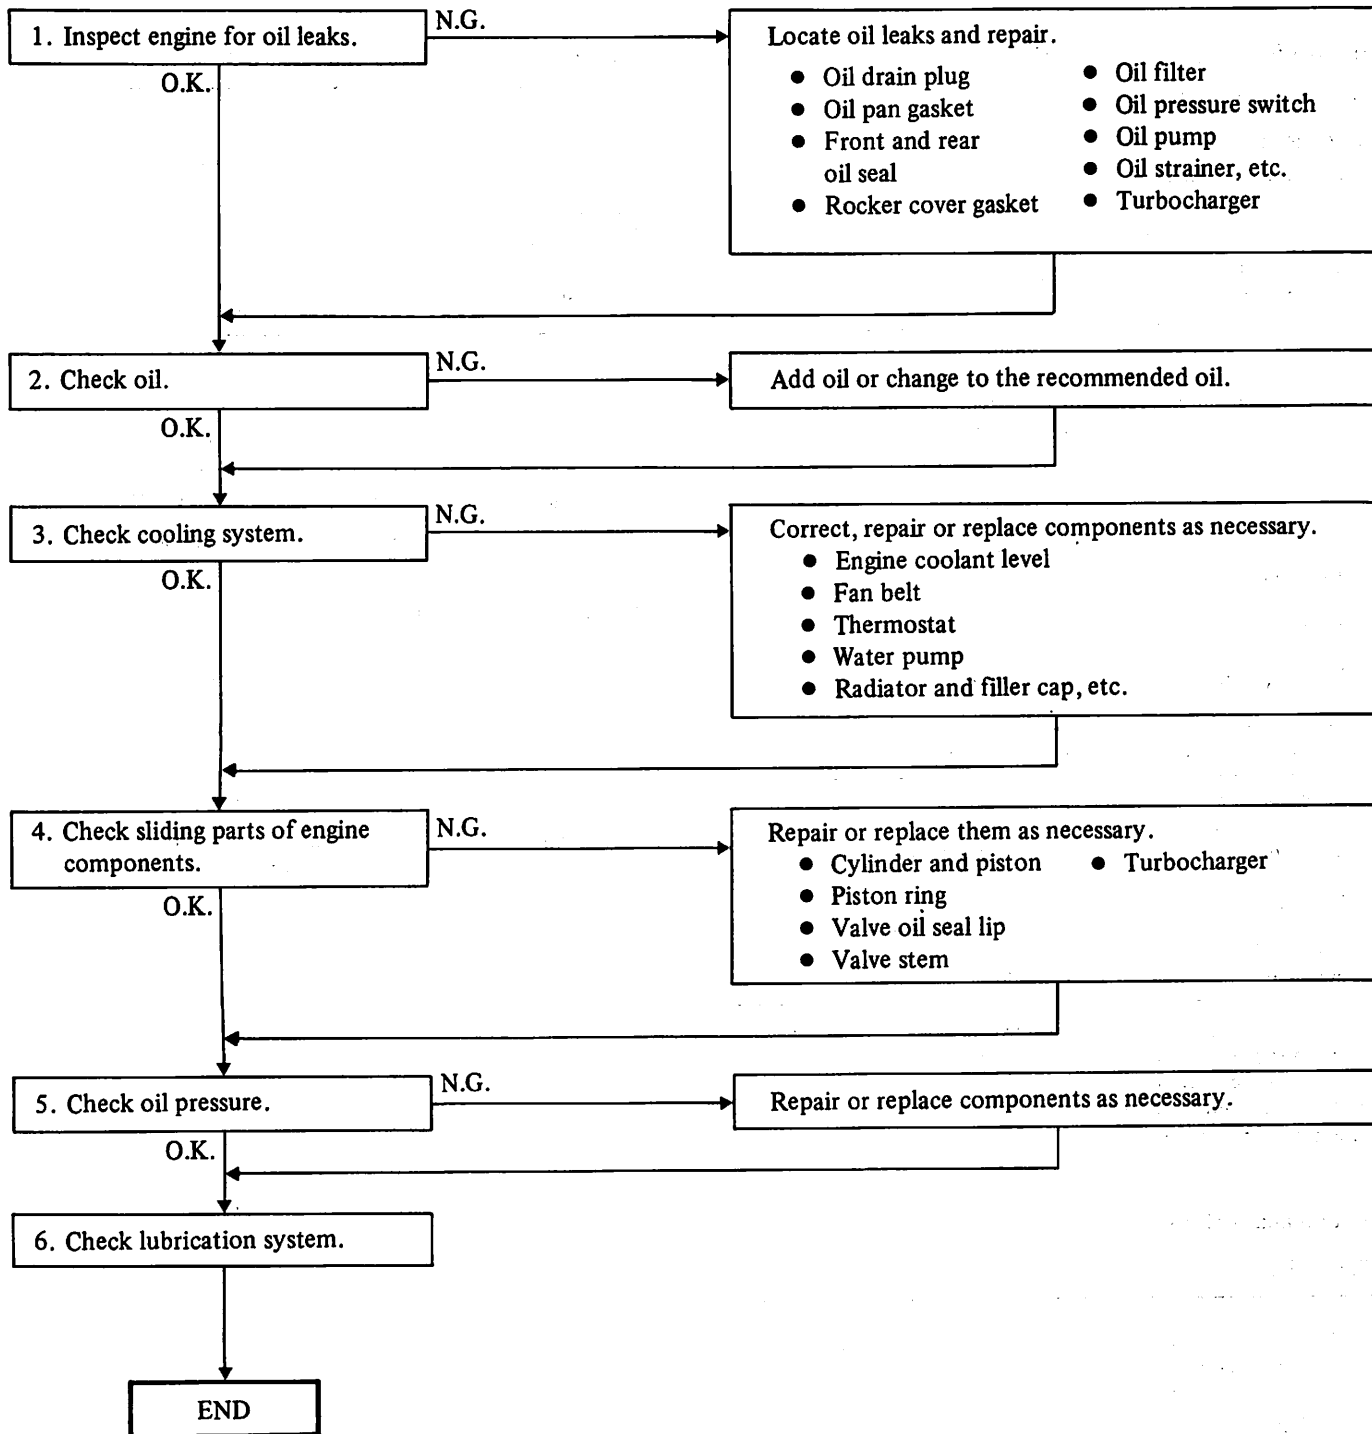 1. Inspect engine for oil leaks.
N.G.
O.K.
Locate oil leaks and repair.
● Oil drain plug
● Oil pan gasket
● Front and rear
oil seal
● Rocker cover gasket
● Oil filter
● Oil pressure switch
● Oil pump
● Oil strainer, etc.
● Turbocharger
2. Check oil.
N.G.
O.K.
Add oil or change to the recommended oil.
3. Check cooling system.
N.G.
O.K.
Correct, repair or replace components as necessary.
● Engine coolant level
● Fan belt
● Thermostat
● Water pump
● Radiator and filler cap, etc.
4. Check sliding parts of engine
components.
N.G.
O.K.
Repair or replace them as necessary.
● Cylinder and piston
● Piston ring
● Valve oil seal lip
● Valve stem
● Turbocharger
5. Check oil pressure.
N.G.
O.K.
Repair or replace components as necessary.
6. Check lubrication system.
END